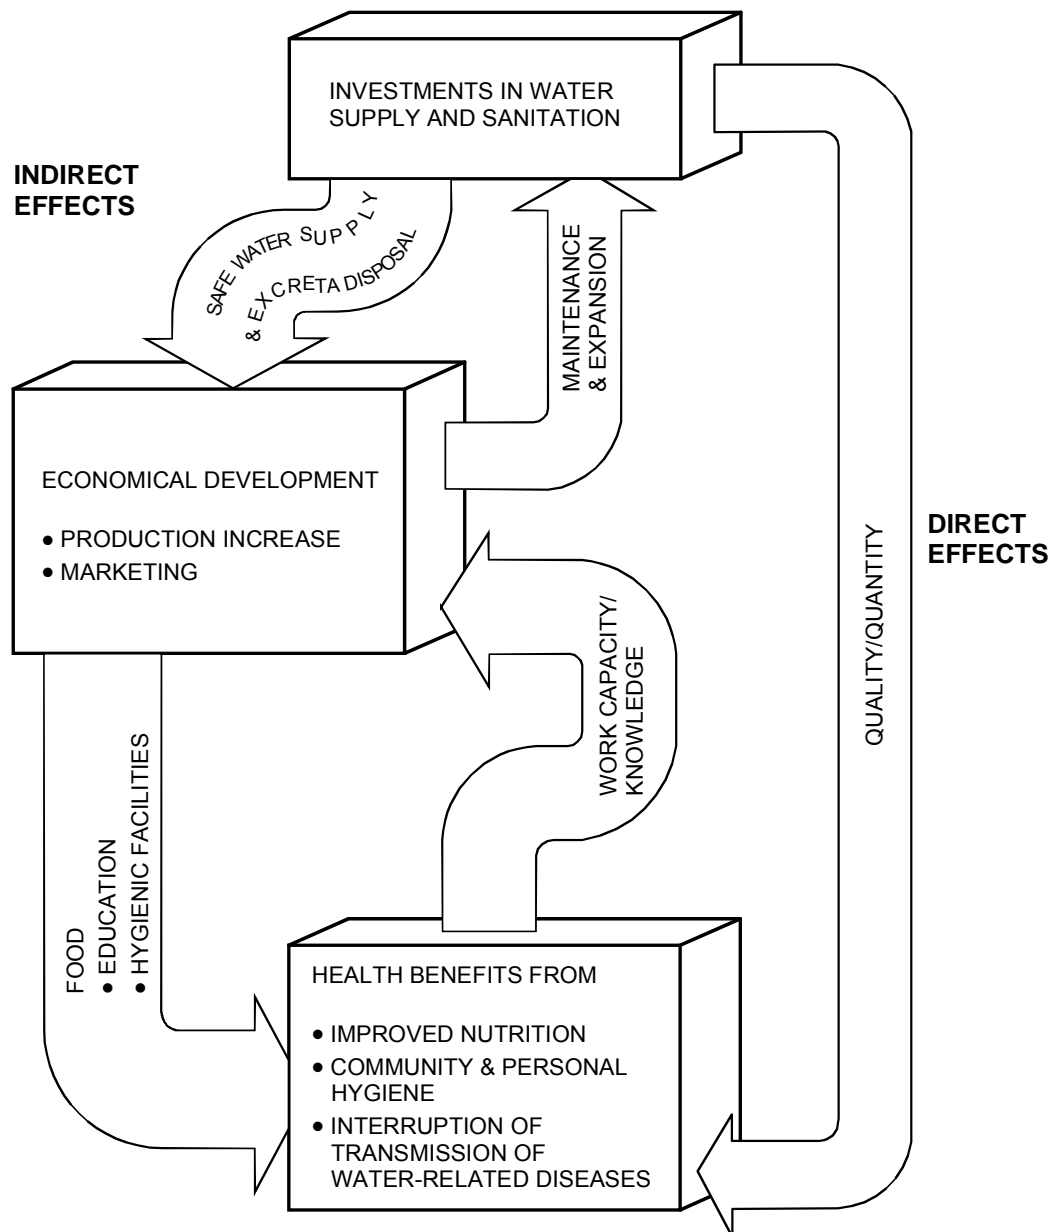 INVESTMENTS IN WATER
SUPPLY AND SANITATION
INDIRECT
EFFECTS
SAFE WATER SUPPLY
& EXCRETA DISPOSAL
MAINTENANCE
& EXPANSION
ECONOMICAL DEVELOPMENT
• PRODUCTION INCREASE
• MARKETING
DIRECT
EFFECTS
QUALITY/QUANTITY
WORK CAPACITY/
KNOWLEDGE
FOOD
• EDUCATION
• HYGIENIC FACILITIES
HEALTH BENEFITS FROM
• IMPROVED NUTRITION
• COMMUNITY & PERSONAL
HYGIENE
• INTERRUPTION OF
TRANSMISSION OF
WATER-RELATED DISEASES